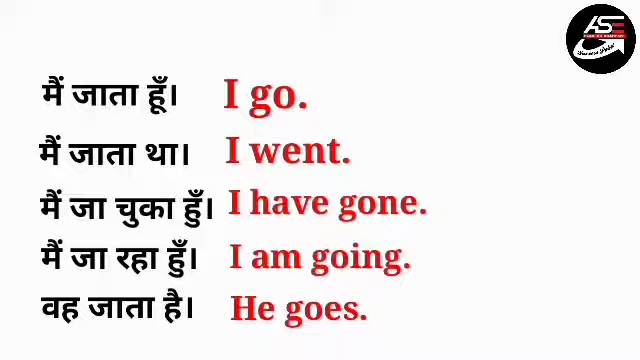 ASE
मैं जाता हूँ। I go.
मैं जाता था। I went.
मैं जा चुका हुँ। I have gone.
मैं जा रहा हुँ। I am going.
वह जाता है। He goes.